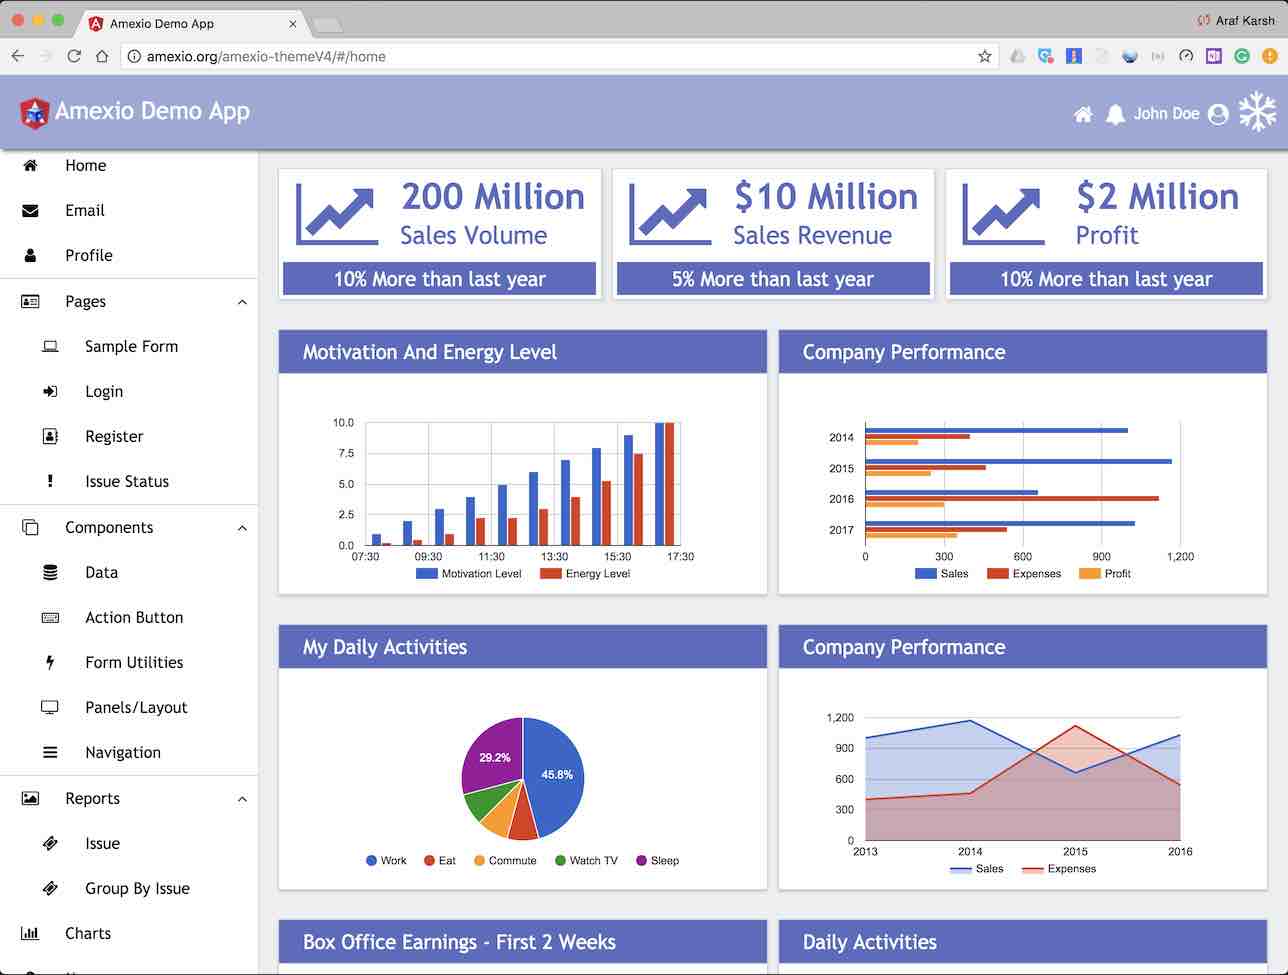 Amexio Demo App
Araf Karsh
amexio.org/amexio-themeV4/#/home
Amexio Demo App
John Doe
Home
Email
Profile
Pages
Sample Form
Login
Register
Issue Status
Components
Data
Action Button
Form Utilities
Panels/Layout
Navigation
Reports
Issue
Group By Issue
Charts
200 Million
Sales Volume
10% More than last year
$10 Million
Sales Revenue
5% More than last year
$2 Million
Profit
10% More than last year
Motivation And Energy Level
10.0
7.5
5.0
2.5
0.0
07:30 09:30 11:30 13:30 15:30 17:30
Motivation Level Energy Level
Company Performance
2014
2015
2016
2017
0 300 600 900 1,200
Sales Expenses Profit
My Daily Activities
29.2%
45.8%
Work Eat Commute Watch TV Sleep
Company Performance
1,200
900
600
300
0
2013 2014 2015 2016
Sales Expenses
Box Office Earnings - First 2 Weeks
Daily Activities